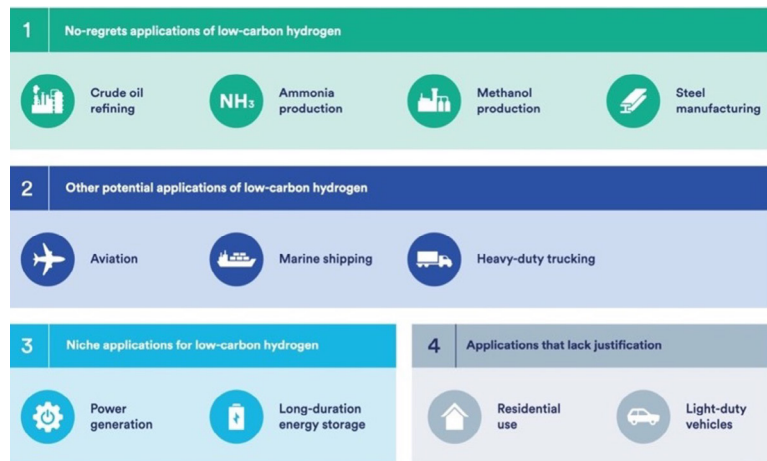 1 No-regrets applications of low-carbon hydrogen
Crude oil
refining
NH₃
Ammonia
production
Methanol
production
Steel
manufacturing
2 Other potential applications of low-carbon hydrogen
Aviation
Marine shipping
Heavy-duty trucking
3 Niche applications for low-carbon hydrogen
Power
generation
Long-duration
energy storage
4 Applications that lack justification
Residential
use
Light-duty
vehicles